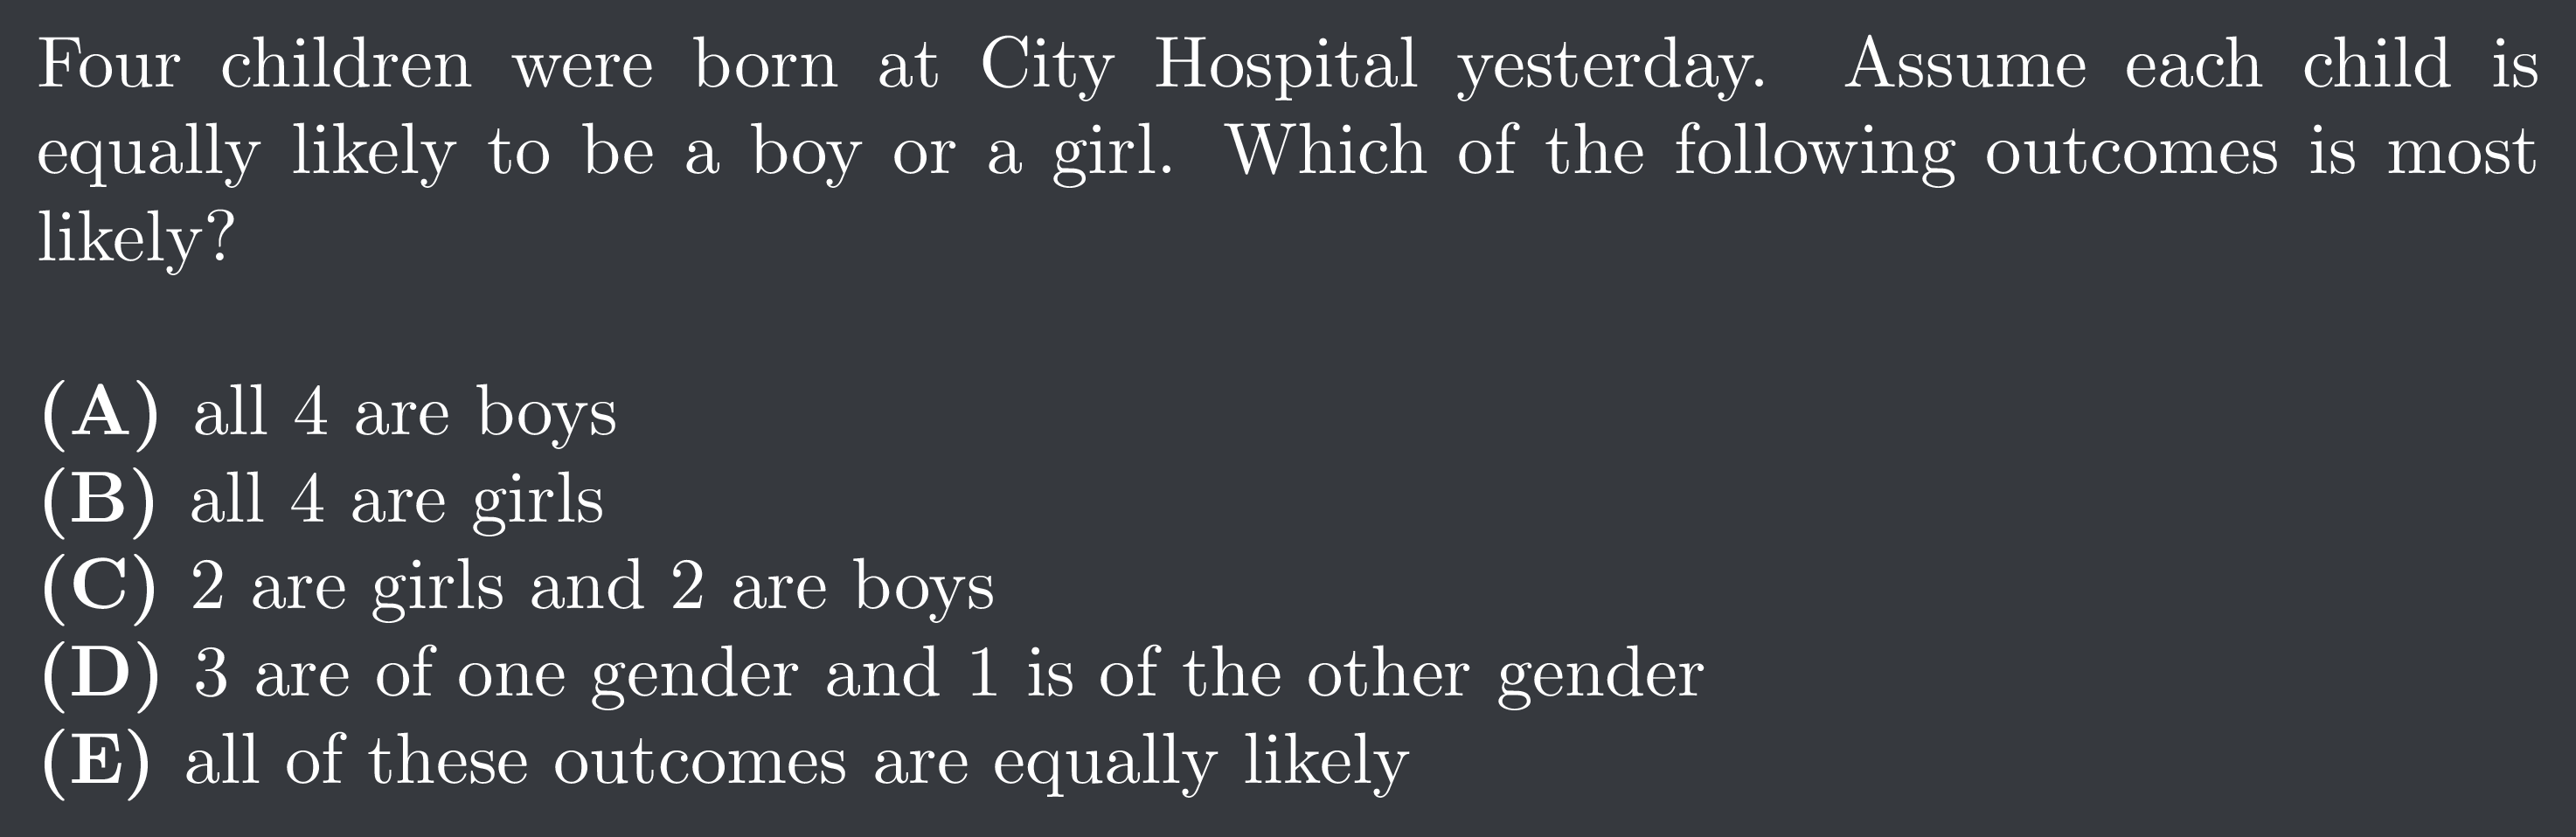 Four children were born at City Hospital yesterday. Assume each child is
equally likely to be a boy or a girl. Which of the following outcomes is most
likely?
(A) all 4 are boys
(B) all 4 are girls
(C) 2 are girls and 2 are boys
(D) 3 are of one gender and 1 is of the other gender
(E) all of these outcomes are equally likely